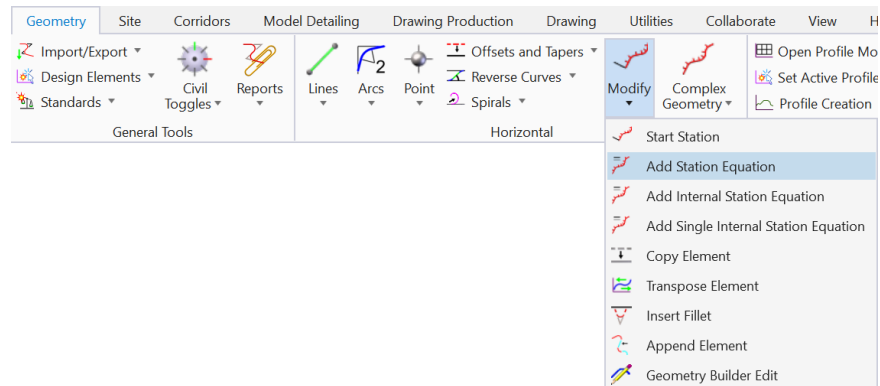 Geometry Site Corridors Model Detailing Drawing Production Drawing Utilities Collaborate View H
Import/Export
Design Elements
Standards
Civil
Toggles
Reports
General Tools
Lines
Arcs
Point
Offsets and Tapers
Reverse Curves
Spirals
Horizontal
Modify
Complex
Geometry
Open Profile Mo
Set Active Profile
Profile Creation
Start Station
Add Station Equation
Add Internal Station Equation
Add Single Internal Station Equation
Copy Element
Transpose Element
Insert Fillet
Append Element
Geometry Builder Edit